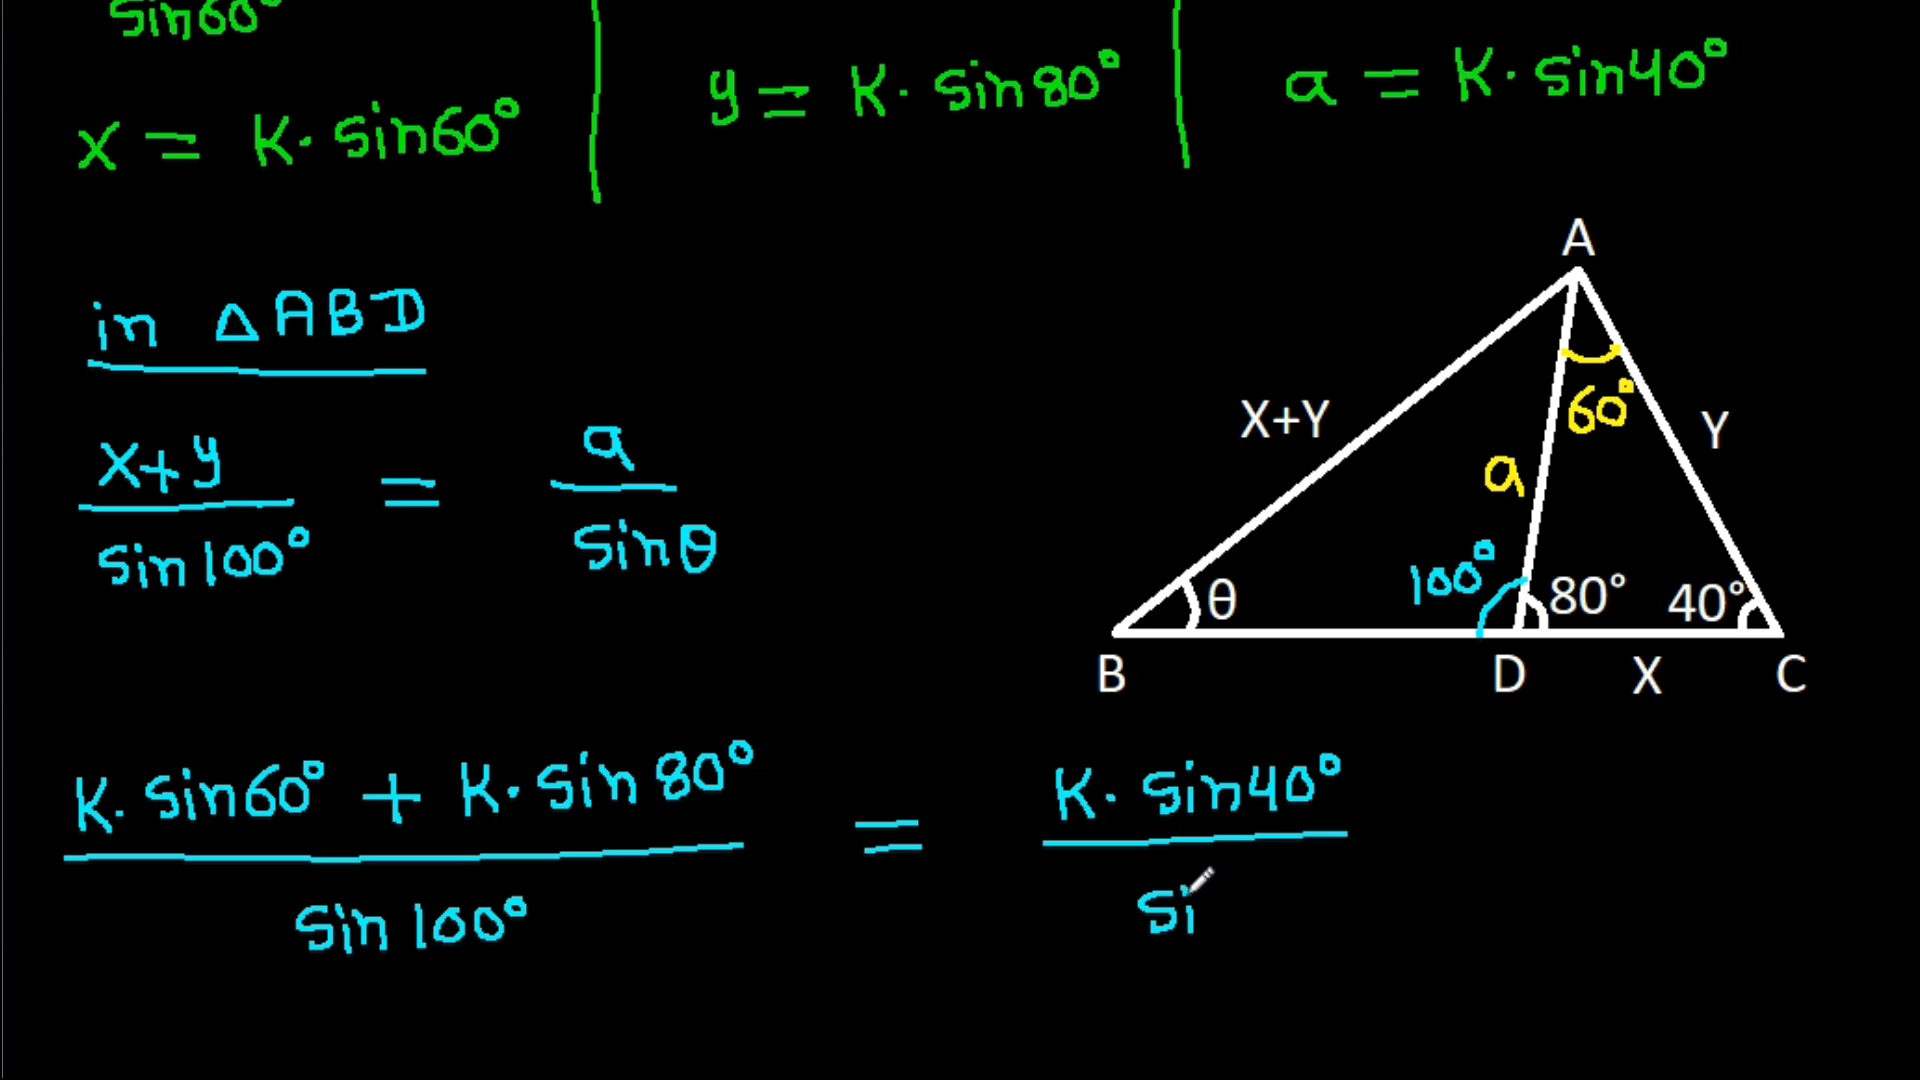 sin60°
x = K. sin60°
y = K. sin80°
a = K. sin40°
in △ABD
x+y
sin100°
=
a
sinθ
A
X+Y
60°
Y
a
100°
θ
80°
40°
B
D
X
C
K. sin60° + K. sin80°
sin100°
=
K. sin40°
si